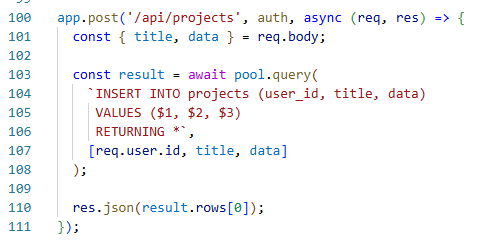 100 app.post('/api/projects', auth, async (req, res) => {
101   const { title, data } = req.body;
102
103   const result = await pool.query(
104     `INSERT INTO projects (user_id, title, data)
105      VALUES ($1, $2, $3)
106      RETURNING *`,
107     [req.user.id, title, data]
108   );
109
110   res.json(result.rows[0]);
111 });